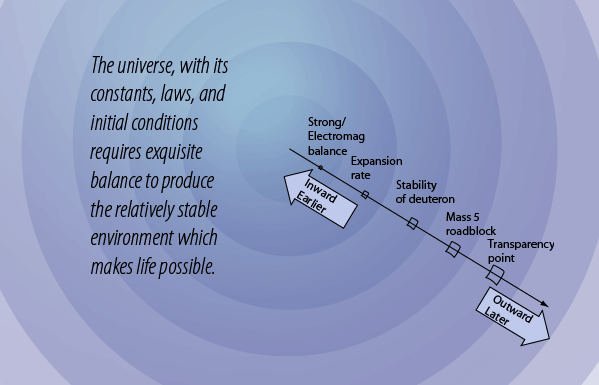 The universe, with its
constants, laws, and
initial conditions
requires exquisite
balance to produce
the relatively stable
environment which
makes life possible.
Strong/
Electromag
balance
Expansion
rate
Stability
of deuteron
Mass 5
roadblock
Transparency
point
Inward
Earlier
Outward
Later